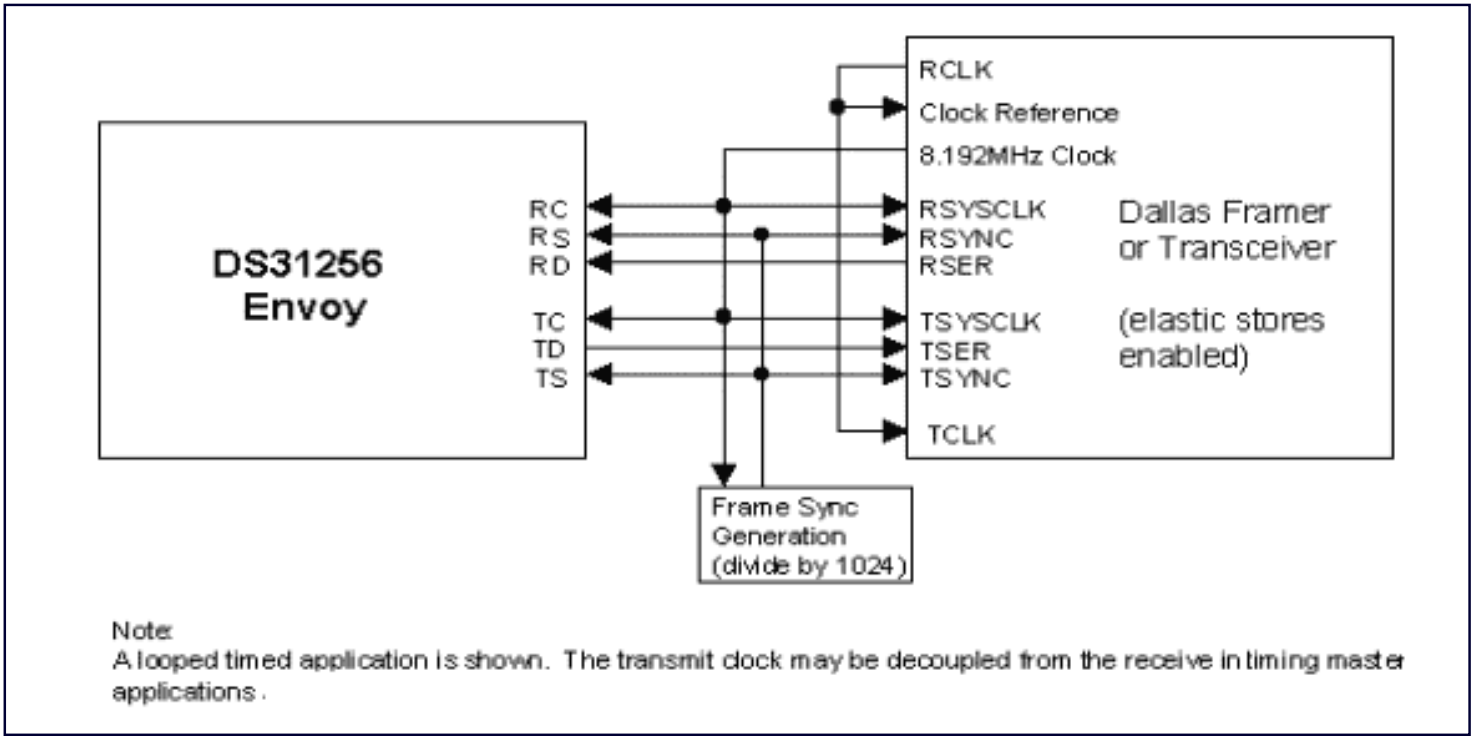 RCLK
Clock Reference
8.192MHz Clock
RC
RS
RD
TC
TD
TS
DS31256
Envoy
RSYSCLK
RSYNC
RSER
TSYSCLK
TSER
TSYNC
TCLK
Dallas Framer
or Transceiver
(elastic stores
enabled)
Frame Sync
Generation
(divide by 1024)
Note:
A looped timed application is shown. The transmit clock may be decoupled from the receive in timing master
applications.